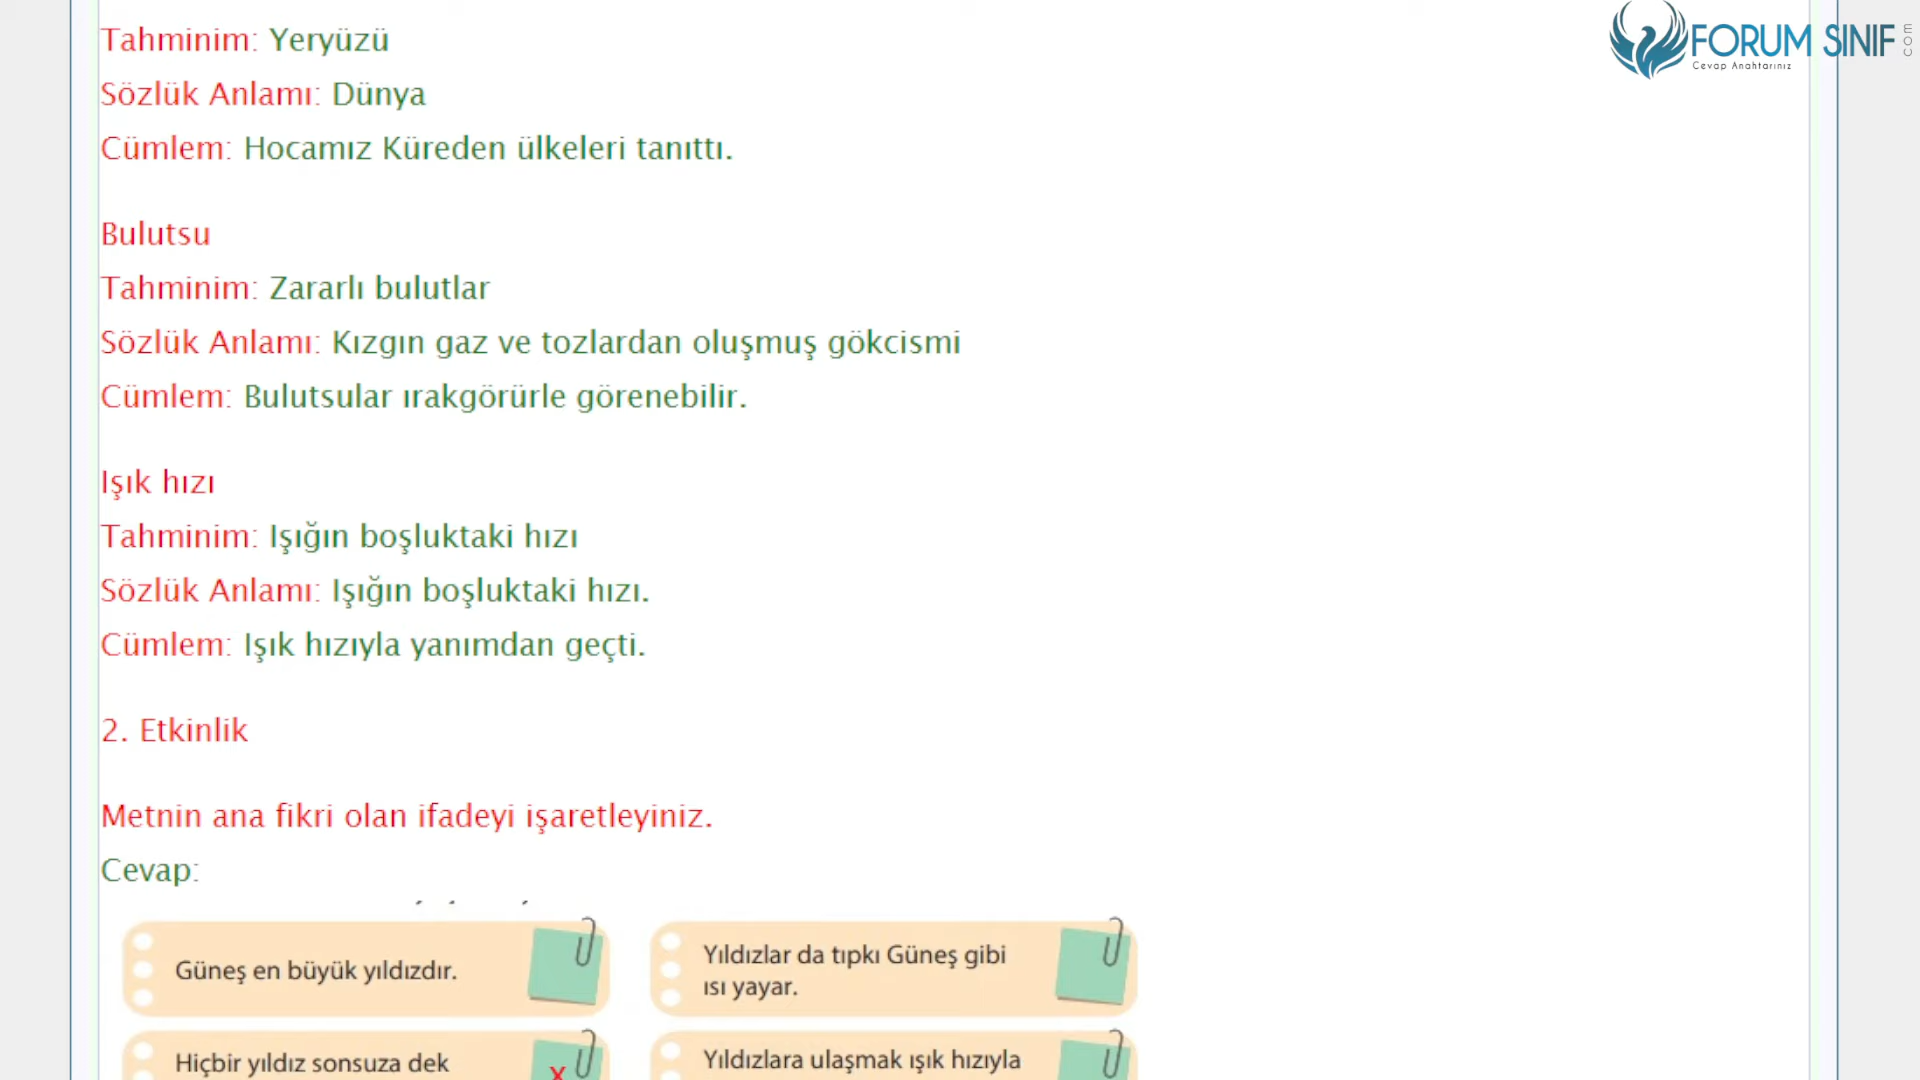 FORUM SINIF
com
Cevap Anahtarınız
Tahminim: Yeryüzü
Sözlük Anlamı: Dünya
Cümlem: Hocamız Küreden ülkeleri tanıttı.
Bulutsu
Tahminim: Zararlı bulutlar
Sözlük Anlamı: Kızgın gaz ve tozlardan oluşmuş gökcismi
Cümlem: Bulutsular ırakgörürle görenebilir.
Işık hızı
Tahminim: Işığın boşluktaki hızı
Sözlük Anlamı: Işığın boşluktaki hızı.
Cümlem: Işık hızıyla yanımdan geçti.
2. Etkinlik
Metnin ana fikri olan ifadeyi işaretleyiniz.
Cevap:
Güneş en büyük yıldızdır.
Yıldızlar da tıpkı Güneş gibi
ısı yayar.
Hiçbir yıldız sonsuza dek
X
Yıldızlara ulaşmak ışık hızıyla